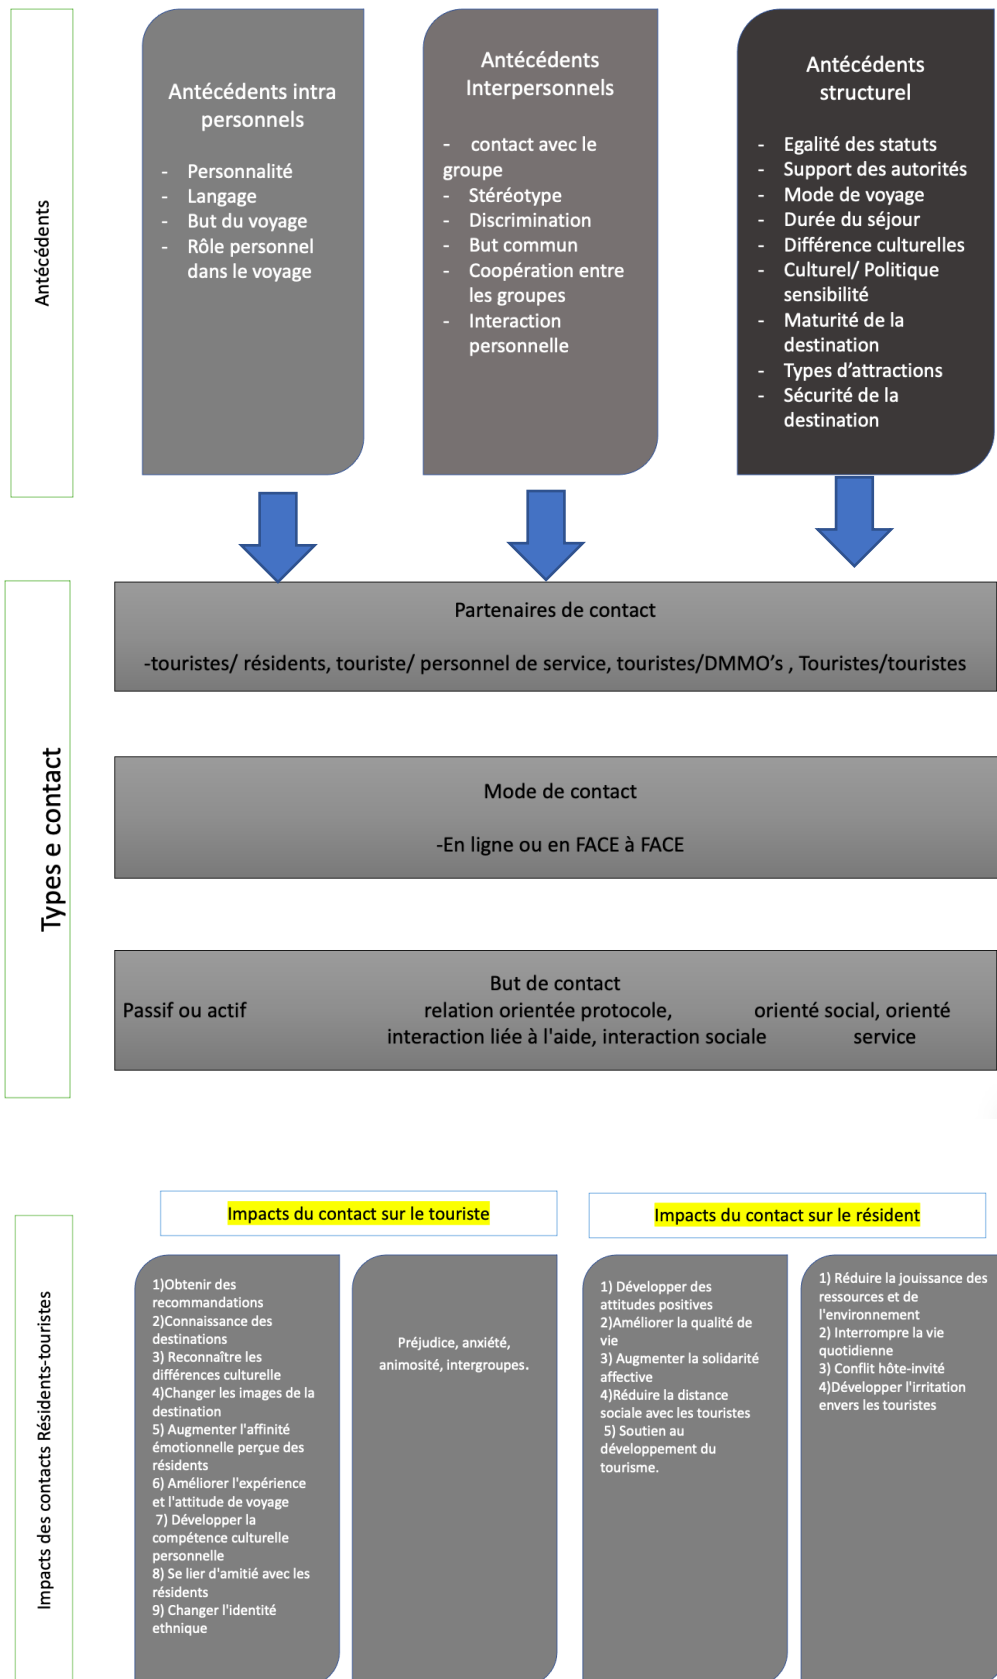 Antécédents
Antécédents intra
personnels
- Personnalité
- Langage
- But du voyage
- Rôle personnel
dans le voyage
Antécédents
Interpersonnels
- contact avec le
groupe
- Stéréotype
- Discrimination
- But commun
- Coopération entre
les groupes
- Interaction
personnelle
Antécédents
structurel
- Egalité des statuts
- Support des autorités
- Mode de voyage
- Durée du séjour
- Différence culturelles
- Culturel/ Politique
sensibilité
- Maturité de la
destination
- Types d'attractions
- Sécurité de la
destination
Types e contact
Partenaires de contact
-touristes/ résidents, touriste/ personnel de service, touristes/DMMO's , Touristes/touristes
Mode de contact
-En ligne ou en FACE à FACE
But de contact
Passif ou actif
relation orientée protocole,
interaction liée à l'aide, interaction sociale
orienté social, orienté
service
Impacts des contacts Résidents-touristes
Impacts du contact sur le touriste
1)Obtenir des
recommandations
2)Connaissance des
destinations
3) Reconnaître les
différences culturelle
4)Changer les images de la
destination
5) Augmenter l'affinité
émotionnelle perçue des
résidents
6) Améliorer l'expérience
et l'attitude de voyage
7) Développer la
compétence culturelle
personnelle
8) Se lier d'amitié avec les
résidents
9) Changer l'identité
ethnique
Préjudice, anxiété,
animosité, intergroupes.
Impacts du contact sur le résident
1) Développer des
attitudes positives
2)Améliorer la qualité de
vie
3) Augmenter la solidarité
affective
4)Réduire la distance
sociale avec les touristes
5) Soutien au
développement du
tourisme.
1) Réduire la jouissance des
ressources et de
l'environnement
2) Interrompre la vie
quotidienne
3) Conflit hôte-invité
4)Développer l'irritation
envers les touristes